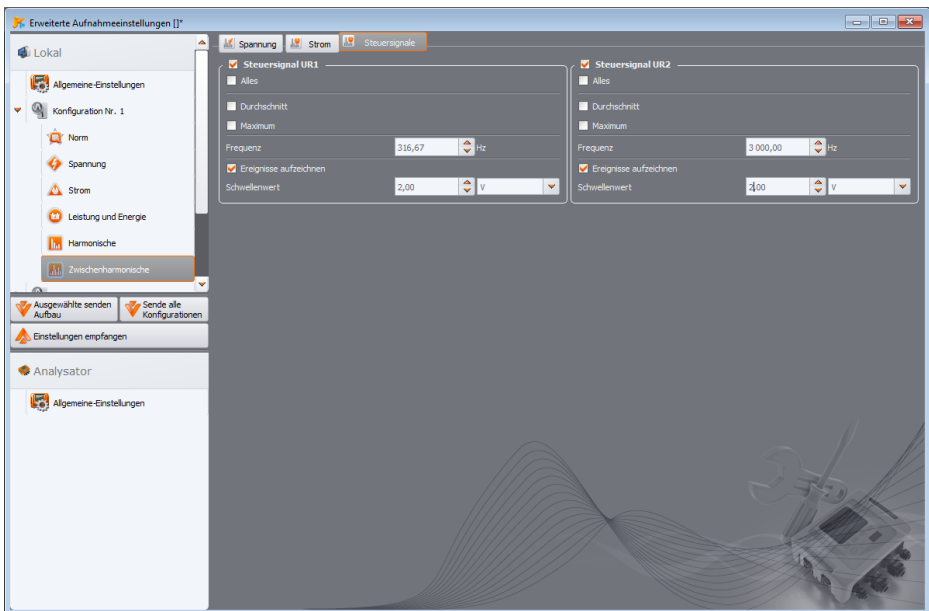 Erweiterte Aufnahmeeinstellungen []*
Lokal
Allgemeine-Einstellungen
Konfiguration Nr. 1
Norm
Spannung
Strom
Leistung und Energie
Harmonische
Zwischenharmonische
Ausgewählte senden
Aufbau
Sende alle
Konfigurationen
Einstellungen empfangen
Analysator
Allgemeine-Einstellungen
Spannung
Strom
Steuersignale
Steuersignal UR1
Alles
Durchschnitt
Maximum
Frequenz 316,67 Hz
Ereignisse aufzeichnen
Schwellenwert 2,00 V
Steuersignal UR2
Alles
Durchschnitt
Maximum
Frequenz 3 000,00 Hz
Ereignisse aufzeichnen
Schwellenwert 2,00 V